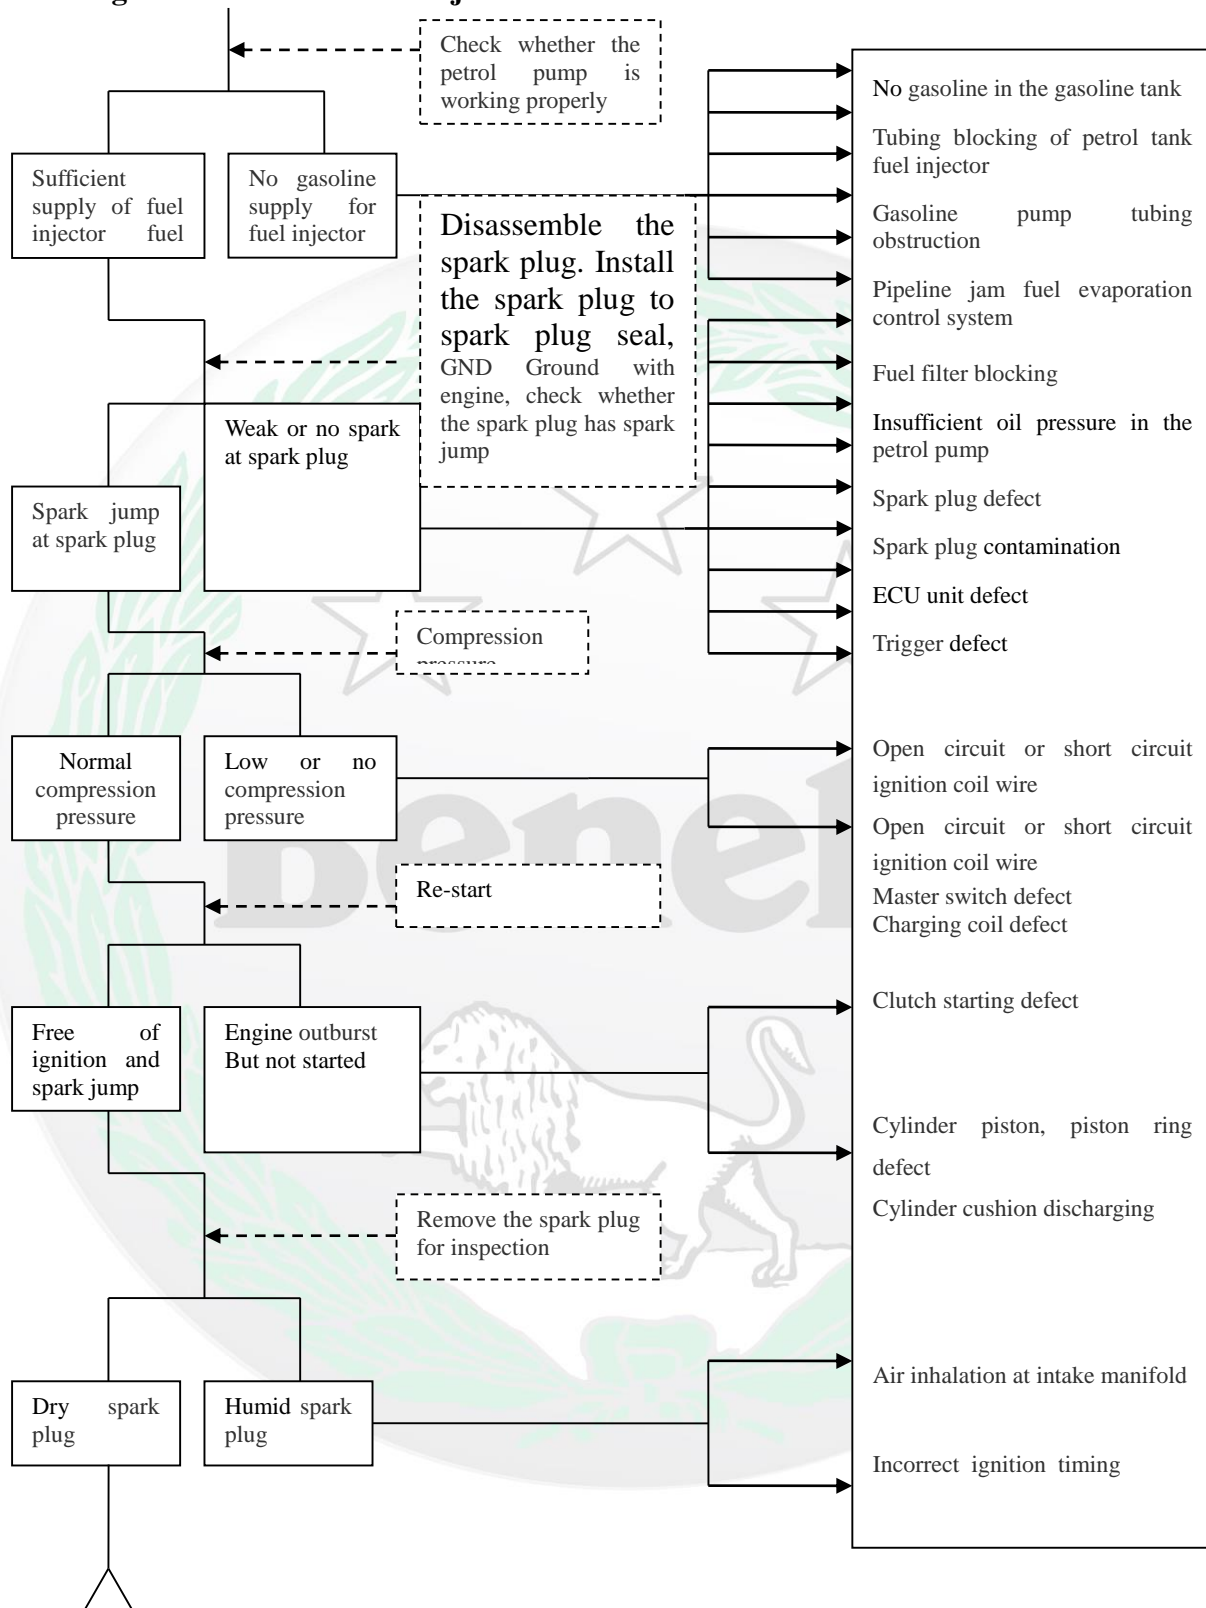 Check whether the
petrol pump is
working properly
No gasoline in the gasoline tank
Tubing blocking of petrol tank
fuel injector
Sufficient
supply of fuel
injector fuel
No gasoline
supply for
fuel injector
Disassemble the
spark plug. Install
the spark plug to
spark plug seal,
GND Ground with
engine, check whether
the spark plug has spark
jump
Gasoline pump tubing
obstruction
Pipeline jam fuel evaporation
control system
Fuel filter blocking
Insufficient oil pressure in the
petrol pump
Weak or no spark
at spark plug
Spark jump
at spark plug
Spark plug defect
Spark plug contamination
ECU unit defect
Trigger defect
Compression
pressure
Normal
compression
pressure
Low or no
compression
pressure
Open circuit or short circuit
ignition coil wire
Open circuit or short circuit
ignition coil wire
Master switch defect
Charging coil defect
Re-start
Free of
ignition and
spark jump
Engine outburst
But not started
Clutch starting defect
Cylinder piston, piston ring
defect
Cylinder cushion discharging
Remove the spark plug
for inspection
Dry spark
plug
Humid spark
plug
Air inhalation at intake manifold
Incorrect ignition timing